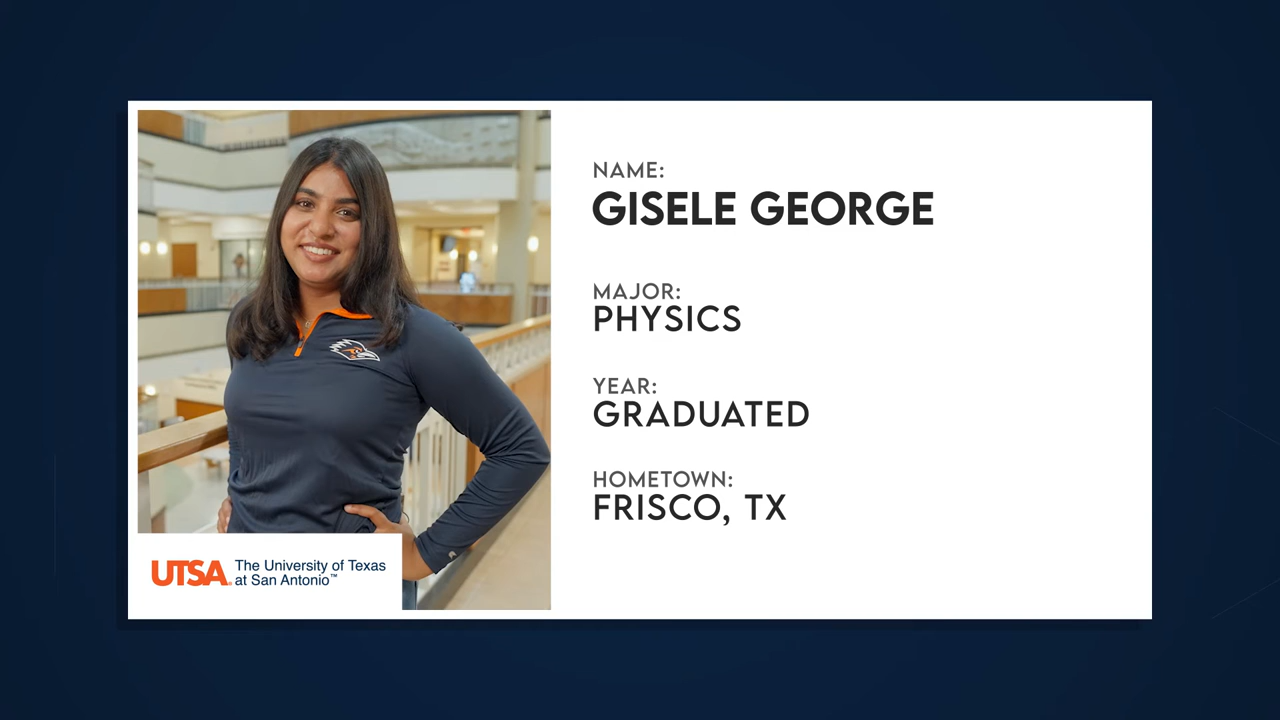 NAME:
GISELE GEORGE
MAJOR:
PHYSICS
YEAR:
GRADUATED
HOMETOWN:
FRISCO, TX
UTSA® The University of Texas
at San Antonio™